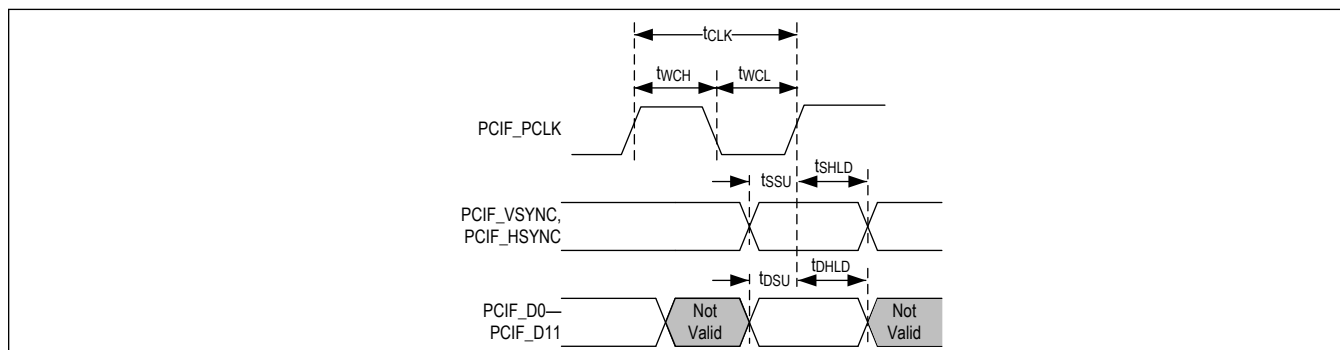 tCLK
tWCH
tWCL
PCIF_PCLK
tSSU
tSHLD
PCIF_VSYNC,
PCIF_HSYNC
tDSU
tDHLD
PCIF_D0—
PCIF_D11
Not
Valid
Not
Valid